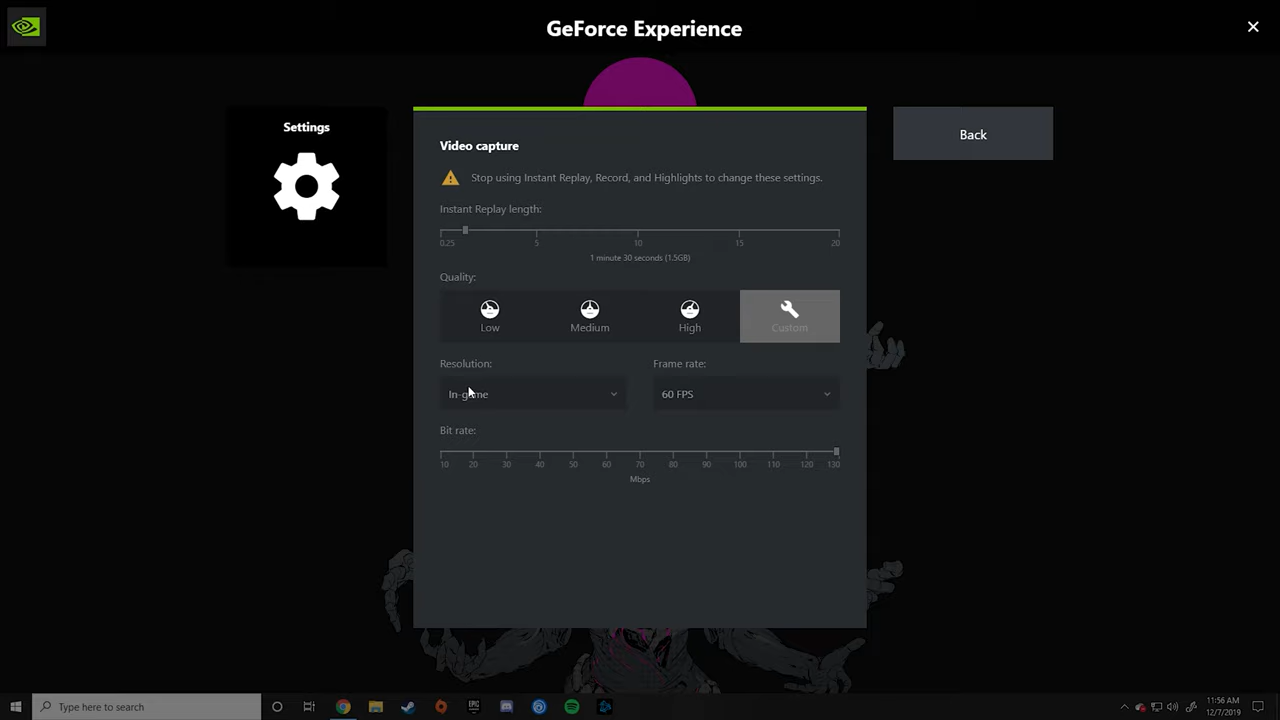 GeForce Experience
Settings
Back
Video capture
Stop using Instant Replay, Record, and Highlights to change these settings.
Instant Replay length:
0.25 5 10 15 20
1 minute 30 seconds (1.5GB)
Quality:
Low Medium High Custom
Resolution: Frame rate:
In-game 60 FPS
Bit rate:
10 20 30 40 50 60 70 80 90 100 110 120 130
Mbps
Type here to search
EPIC
11:56 AM
12/7/2019